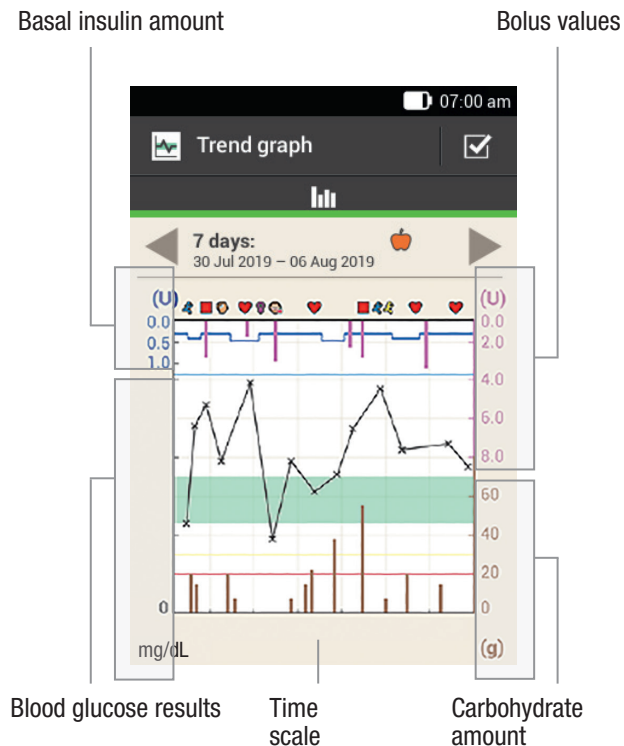 Basal insulin amount
Bolus values
07:00 am
Trend graph
7 days:
30 Jul 2019 – 06 Aug 2019
(U)
(U)
0.0
0.0
0.5
2.0
1.0
4.0
6.0
8.0
60
40
20
0
0
mg/dL
(g)
Blood glucose results
Time
scale
Carbohydrate
amount